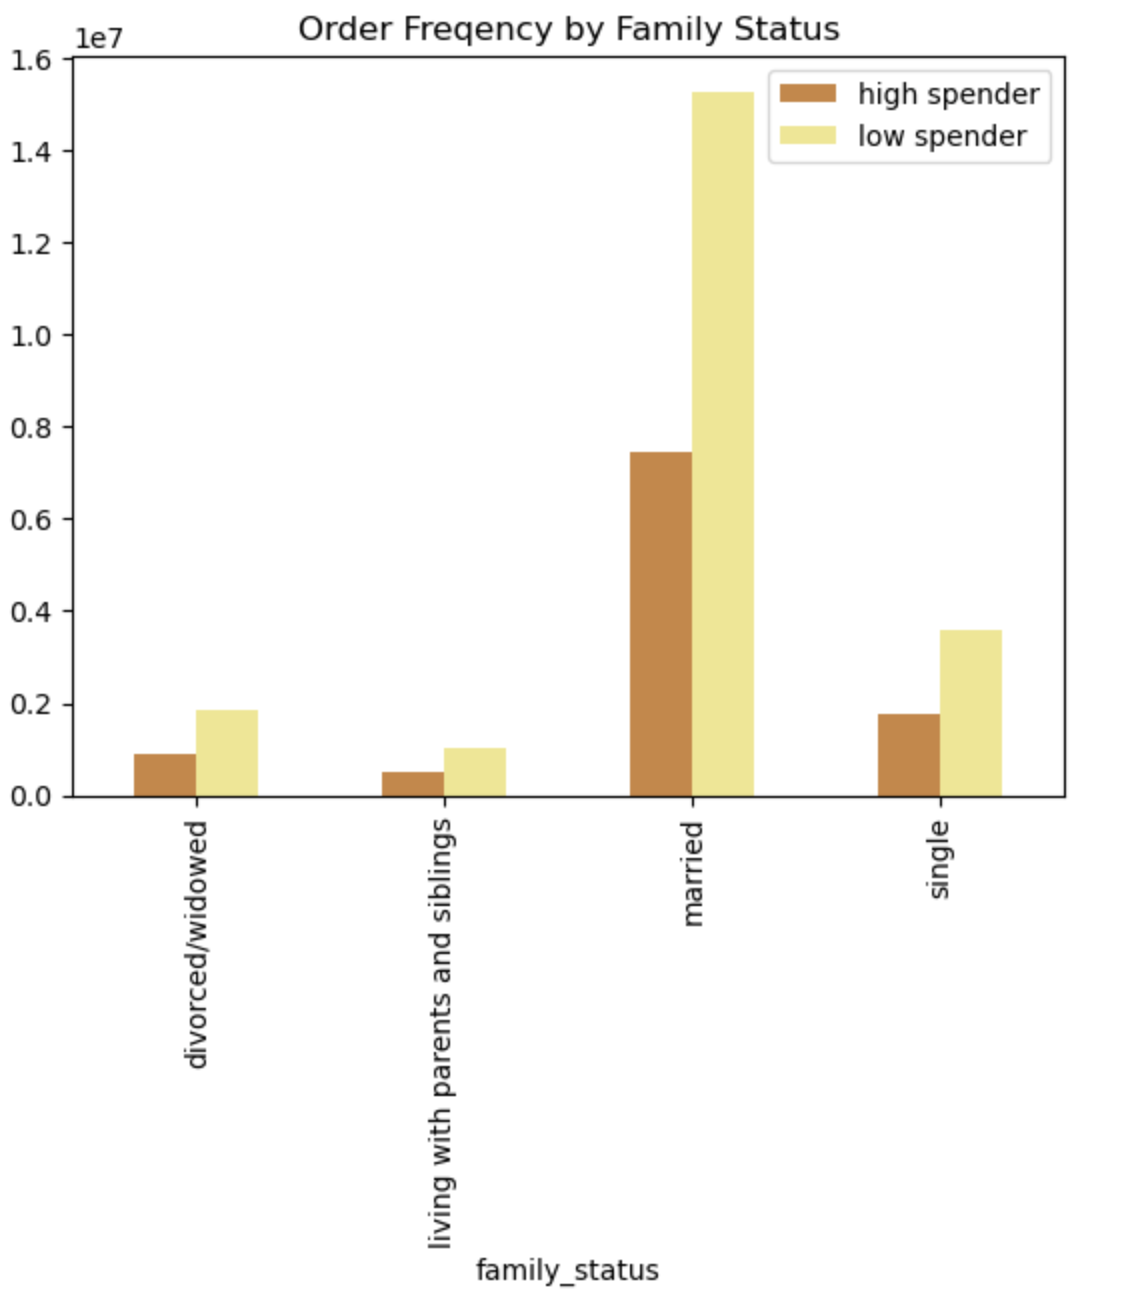 Order Freqency by Family Status
1e7
high spender
low spender
1.6
1.4
1.2
1.0
0.8
0.6
0.4
0.2
0.0
divorced/widowed
living with parents and siblings
married
single
family_status